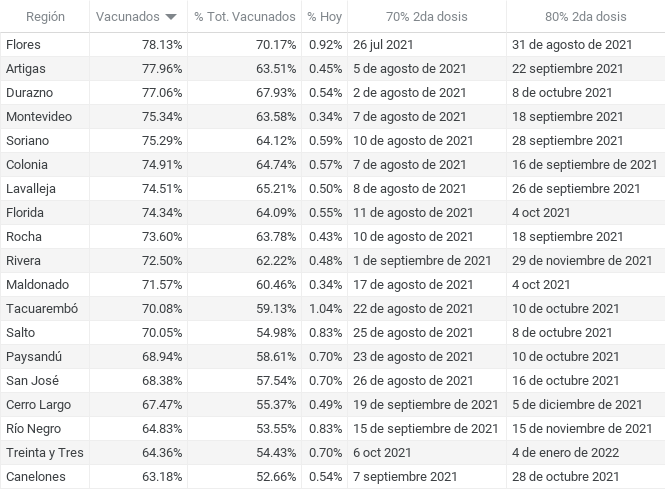 Región Vacunados % Tot. Vacunados % Hoy 70% 2da dosis 80% 2da dosis
Flores 78.13% 70.17% 0.92% 26 jul 2021 31 de agosto de 2021
Artigas 77.96% 63.51% 0.45% 5 de agosto de 2021 22 septiembre 2021
Durazno 77.06% 67.93% 0.54% 2 de agosto de 2021 8 de octubre 2021
Montevideo 75.34% 63.58% 0.34% 7 de agosto de 2021 18 septiembre 2021
Soriano 75.29% 64.12% 0.59% 10 de agosto de 2021 28 septiembre 2021
Colonia 74.91% 64.74% 0.57% 7 de agosto de 2021 16 de septiembre de 2021
Lavalleja 74.51% 65.21% 0.50% 8 de agosto de 2021 26 de septiembre 2021
Florida 74.34% 64.09% 0.55% 11 de agosto de 2021 4 oct 2021
Rocha 73.60% 63.78% 0.43% 10 de agosto de 2021 18 septiembre 2021
Rivera 72.50% 62.22% 0.48% 1 de septiembre de 2021 29 de noviembre de 2021
Maldonado 71.57% 60.46% 0.34% 17 de agosto de 2021 4 oct 2021
Tacuarembó 70.08% 59.13% 1.04% 22 de agosto de 2021 10 de octubre 2021
Salto 70.05% 54.98% 0.83% 25 de agosto de 2021 8 de octubre 2021
Paysandú 68.94% 58.61% 0.70% 23 de agosto de 2021 10 de octubre 2021
San José 68.38% 57.54% 0.70% 26 de agosto de 2021 16 de octubre 2021
Cerro Largo 67.47% 55.37% 0.49% 19 de septiembre de 2021 5 de diciembre de 2021
Río Negro 64.83% 53.55% 0.83% 15 de septiembre de 2021 15 de noviembre de 2021
Treinta y Tres 64.36% 54.43% 0.70% 6 oct 2021 4 de enero de 2022
Canelones 63.18% 52.66% 0.54% 7 septiembre 2021 28 de octubre 2021